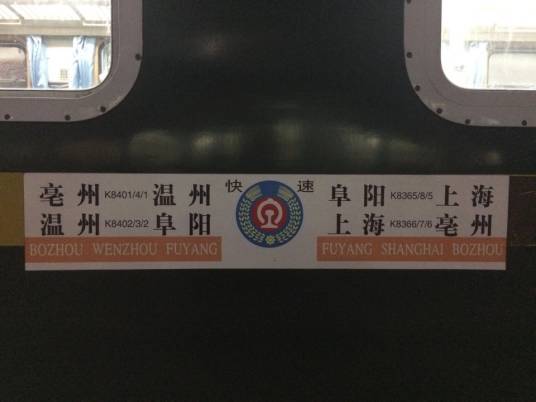 亳州 K8401/4/1 温州 快速 阜阳 K8365/8/5 上海
温州 K8402/3/2 阜阳 上海 K8366/7/6 亳州
BOZHOU WENZHOU FUYANG FUYANG SHANGHAI BOZHOU